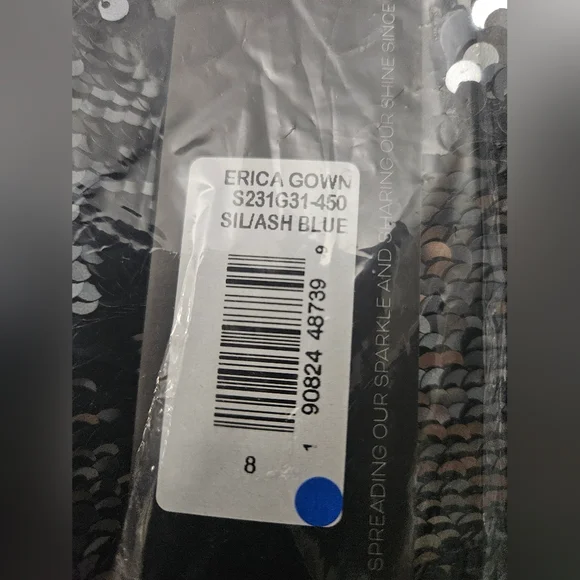 ERICA GOWN
S231G31-450
SIL/ASH BLUE
1 90824 48739 9
8
SPREADING OUR SPARKLE AND SHARING OUR SHINE SINCE